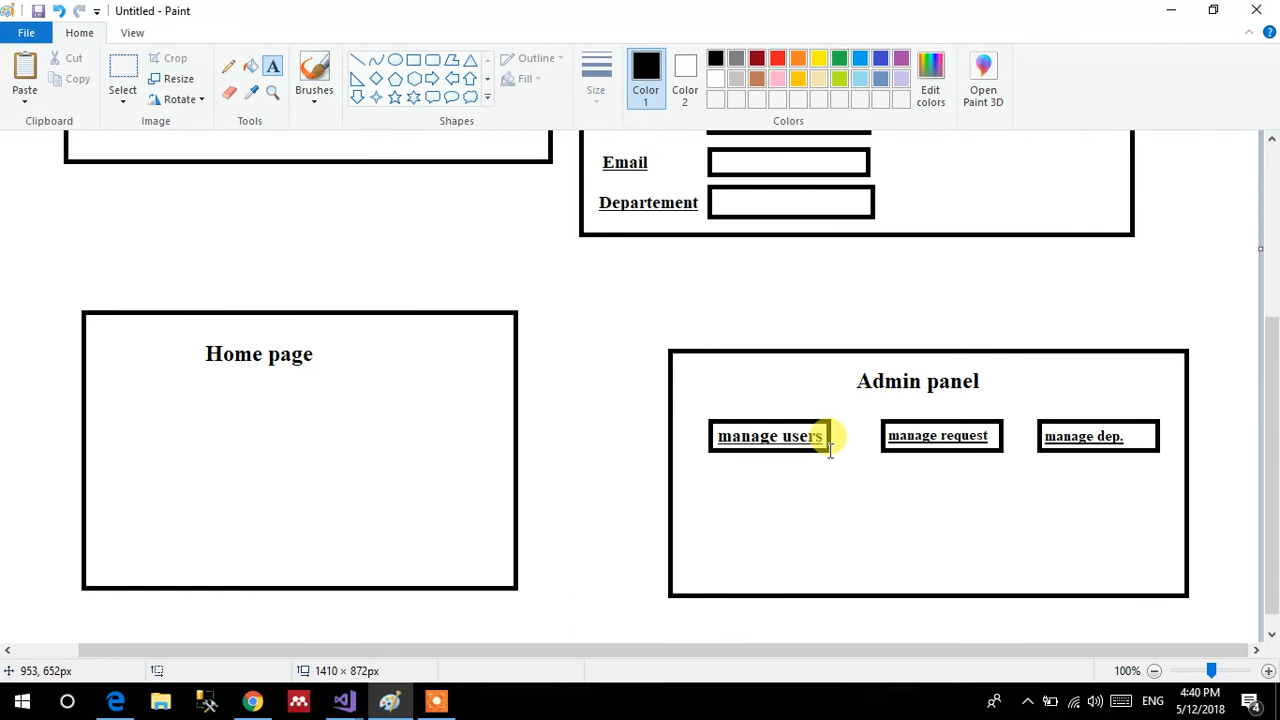 Untitled - Paint
File
Home
View
Paste
Cut
Copy
Clipboard
Select
Crop
Resize
Rotate
Image
A
Tools
Brushes
Shapes
Outline
Fill
Size
Color 1
Color 2
Colors
Edit colors
Open Paint 3D
Email
Departement
Home page
Admin panel
manage users
manage request
manage dep.
953, 652px
1410 × 872px
100%
ENG
4:40 PM
5/12/2018
4